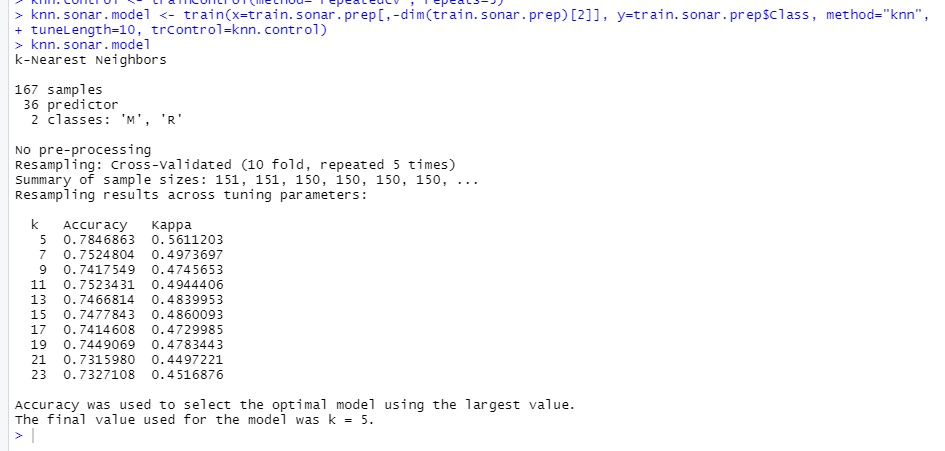 > knn.control <- trainControl(method="repeatedcv", repeats=5)
> knn.sonar.model <- train(x=train.sonar.prep[,-dim(train.sonar.prep)[2]], y=train.sonar.prep$Class, method="knn",
+ tuneLength=10, trControl=knn.control)
> knn.sonar.model
k-Nearest Neighbors
167 samples
36 predictor
2 classes: 'M', 'R'
No pre-processing
Resampling: Cross-Validated (10 fold, repeated 5 times)
Summary of sample sizes: 151, 151, 150, 150, 150, 150, ...
Resampling results across tuning parameters:
k Accuracy Kappa
5 0.7846863 0.5611203
7 0.7524804 0.4973697
9 0.7417549 0.4745653
11 0.7523431 0.4944406
13 0.7466814 0.4839953
15 0.7477843 0.4860093
17 0.7414608 0.4729985
19 0.7449069 0.4783443
21 0.7315980 0.4497221
23 0.7327108 0.4516876
Accuracy was used to select the optimal model using the largest value.
The final value used for the model was k = 5.
>